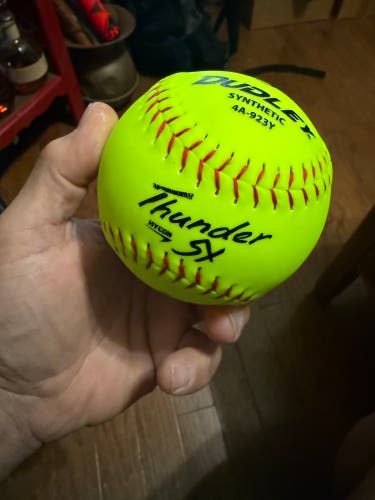 DUDLEY
SYNTHETIC
4A-923Y
Thunder
HYCON
SY